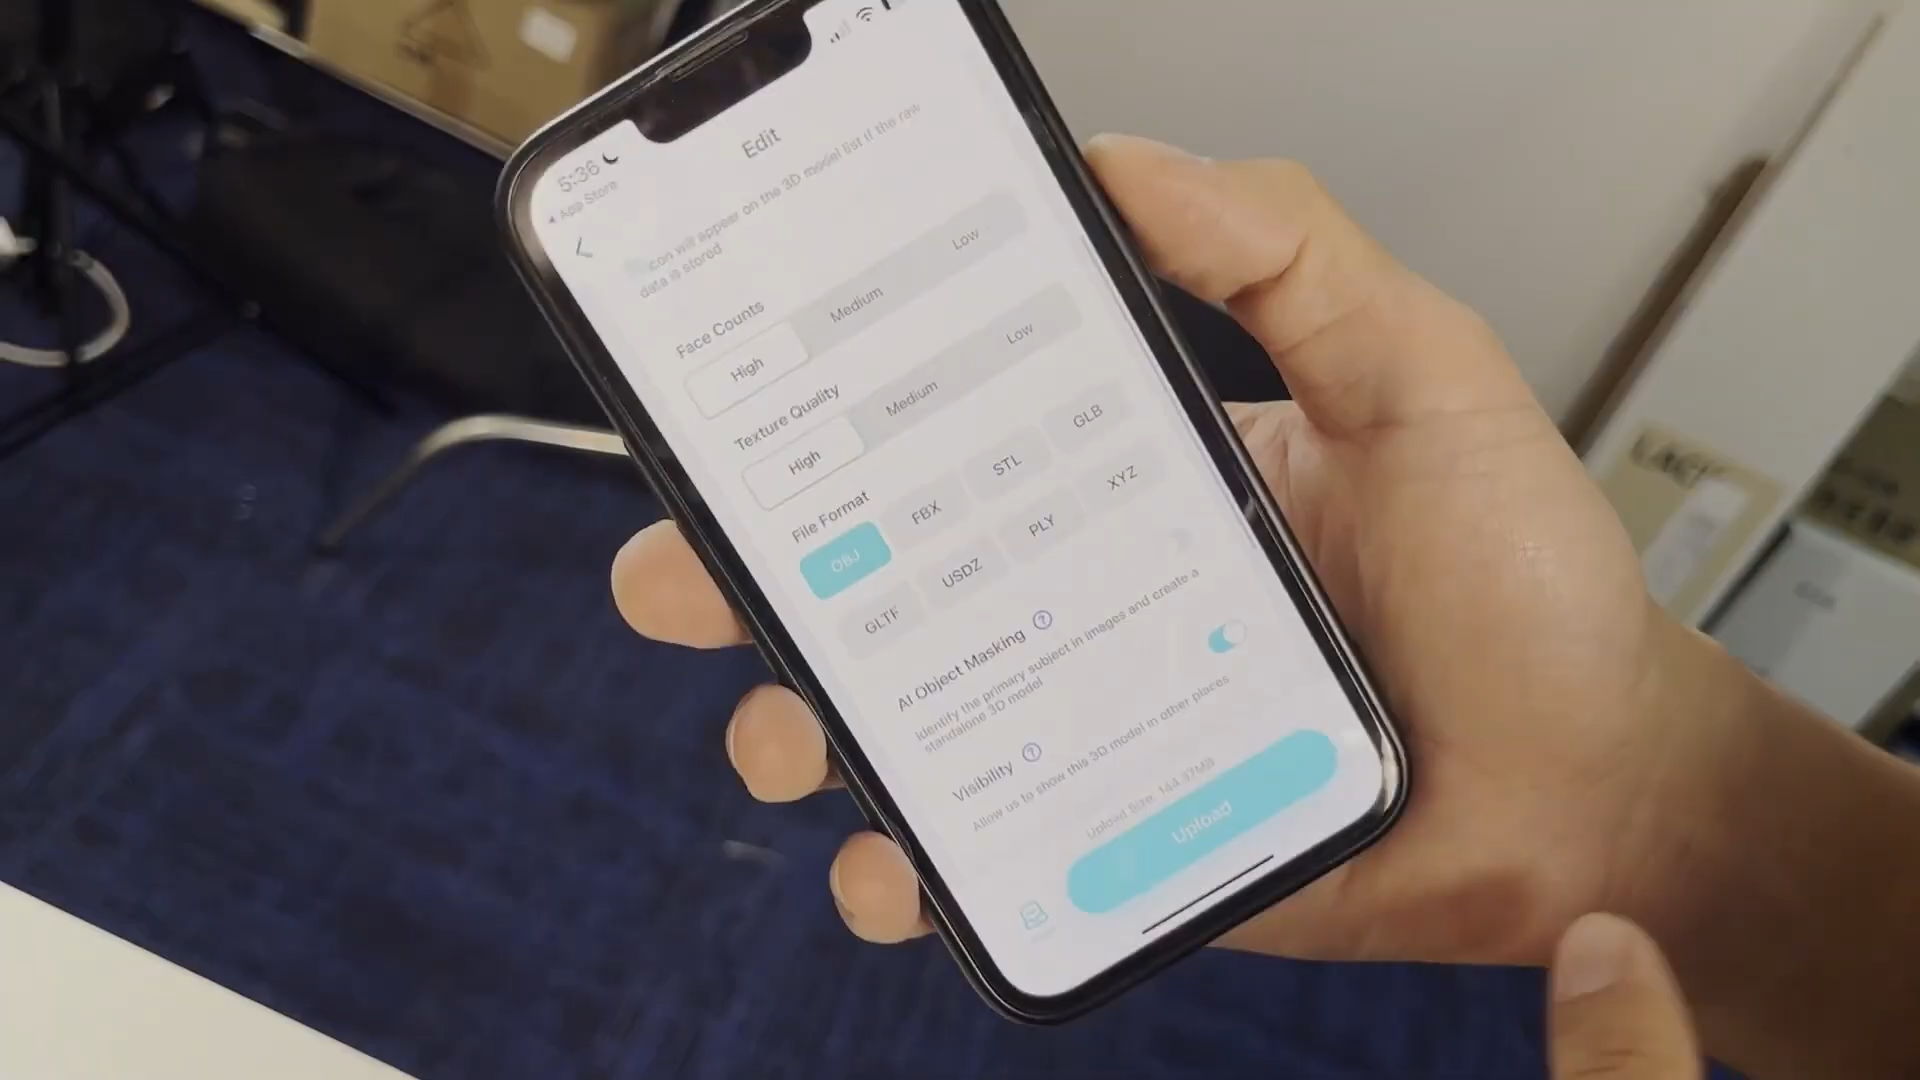 5:36
App Store
Edit
icon will appear on the 3D model list if the raw
data is stored
Face Counts
High Medium Low
Texture Quality
High Medium Low
File Format
OBJ FBX STL GLB
GLTF USDZ PLY XYZ
AI Object Masking ?
Identify the primary subject in images and create a
standalone 3D model
Visibility ?
Allow us to show this 3D model in other places
Upload Size: 144.37MB
Upload